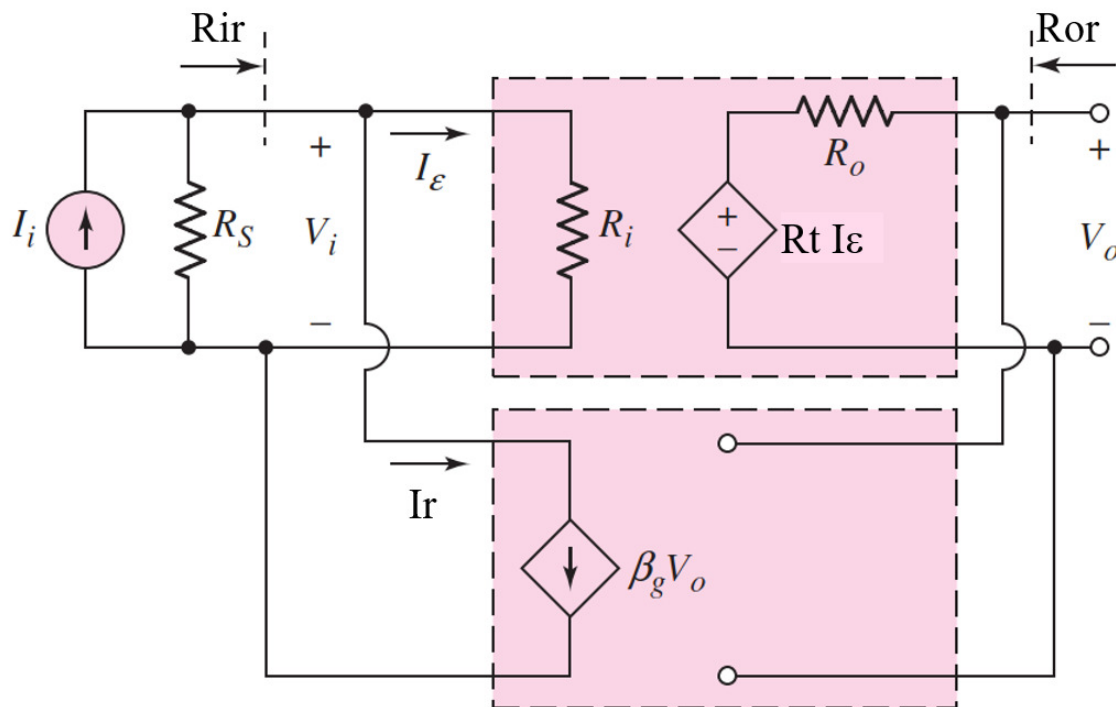 Rir
Ror
+
Iε
Ro
+
Ii
RS
Vi
Ri
+
−
Rt Iε
Vo
−
−
Ir
βgVo